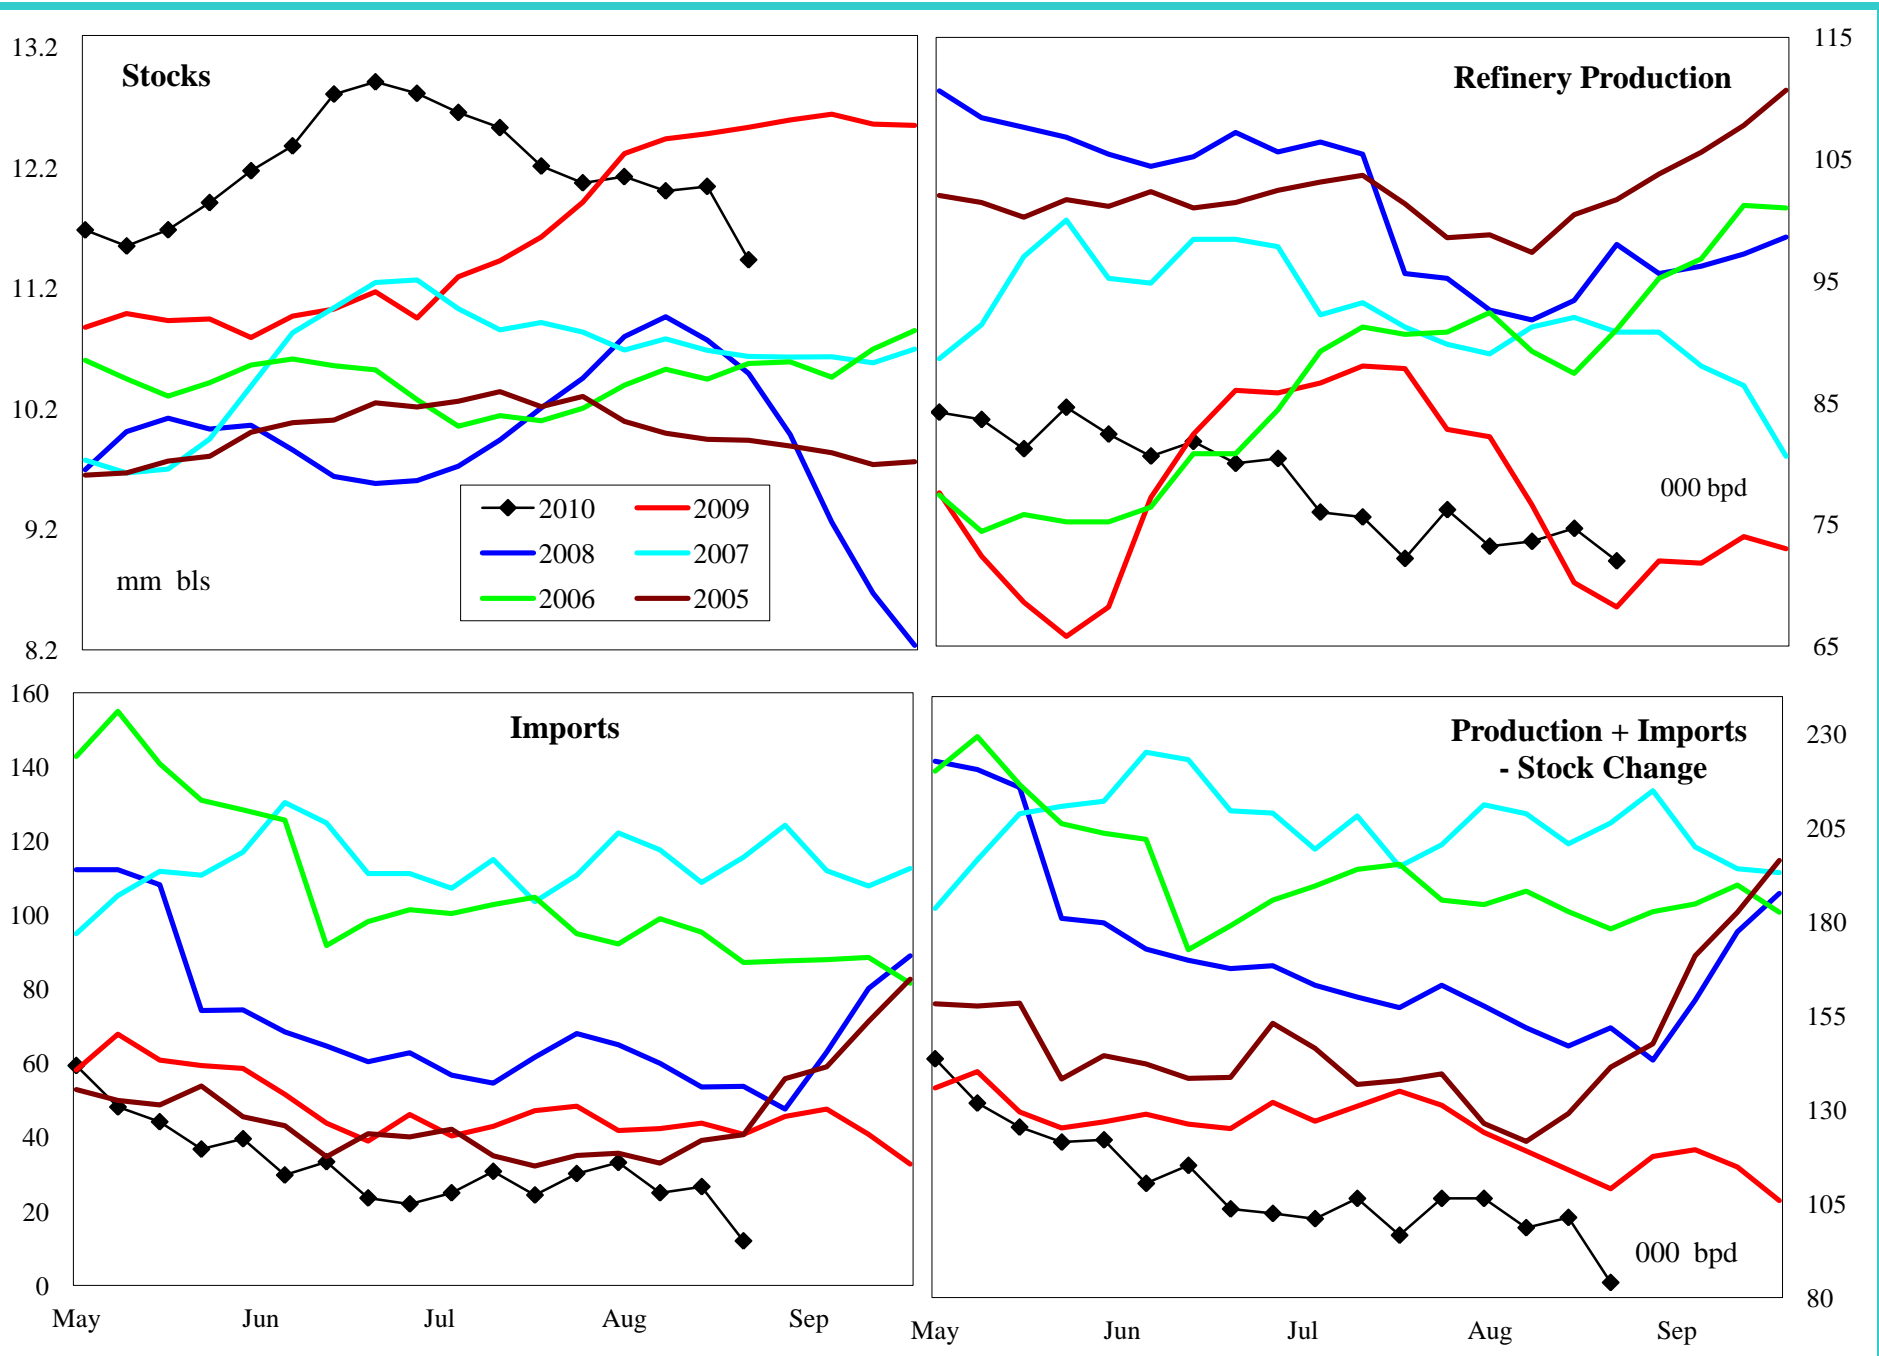 Stocks
13.2
12.2
11.2
10.2
9.2
8.2
mm bls
2010
2009
2008
2007
2006
2005
Refinery Production
115
105
95
85
75
65
000 bpd
Imports
160
140
120
100
80
60
40
20
0
May
Jun
Jul
Aug
Sep
Production + Imports
- Stock Change
230
205
180
155
130
105
80
000 bpd
May
Jun
Jul
Aug
Sep